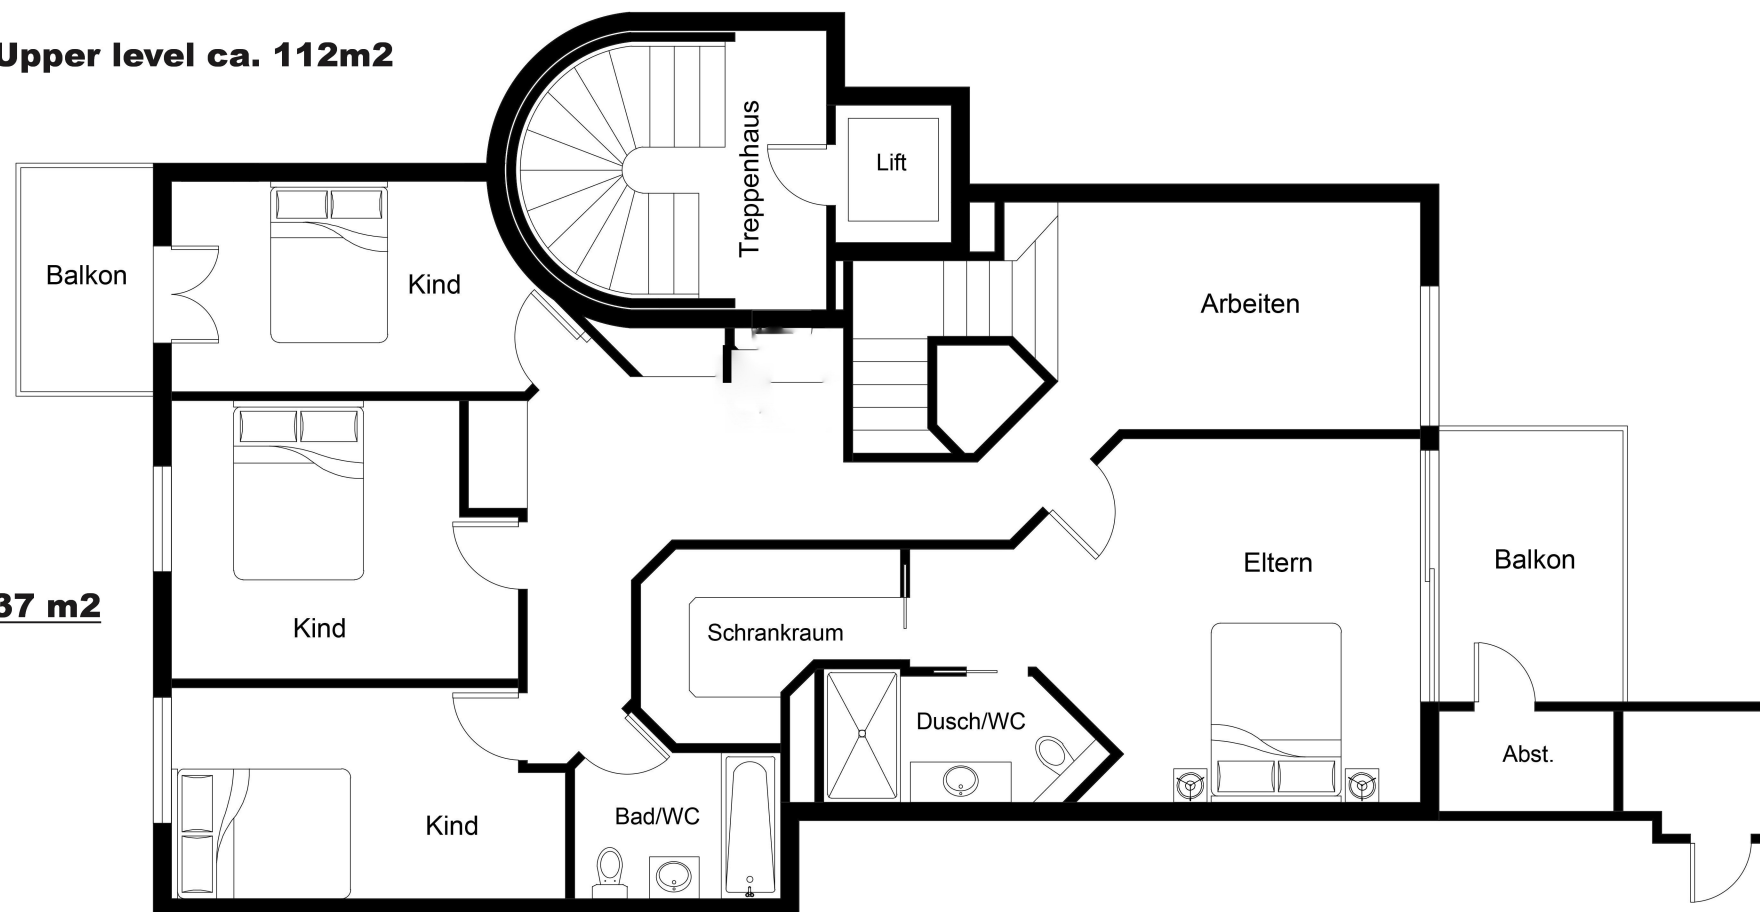 Upper level ca. 112m2
Treppenhaus
Lift
Balkon
Kind
Arbeiten
Eltern
Balkon
37 m2
Kind
Schrankraum
Dusch/WC
Abst.
Kind
Bad/WC